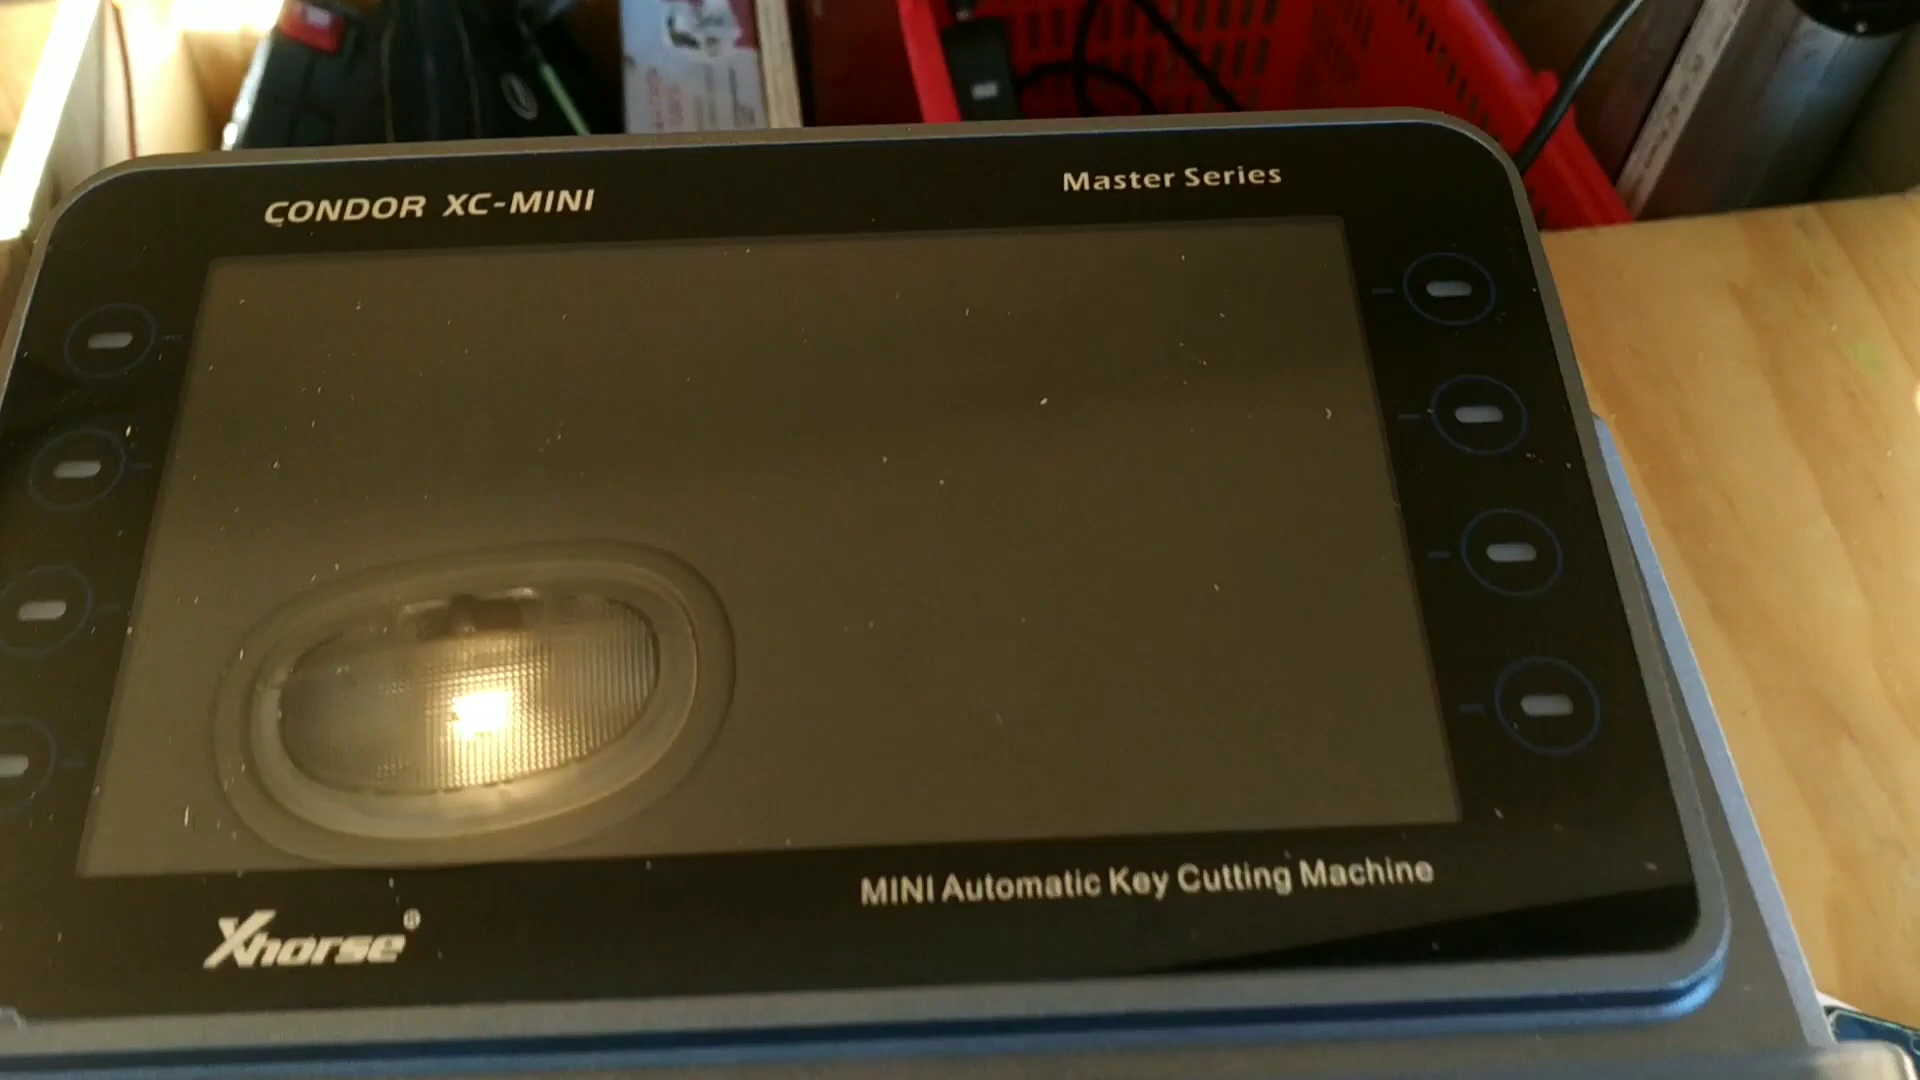 CONDOR XC-MINI
Master Series
MINI Automatic Key Cutting Machine
Xhorse®